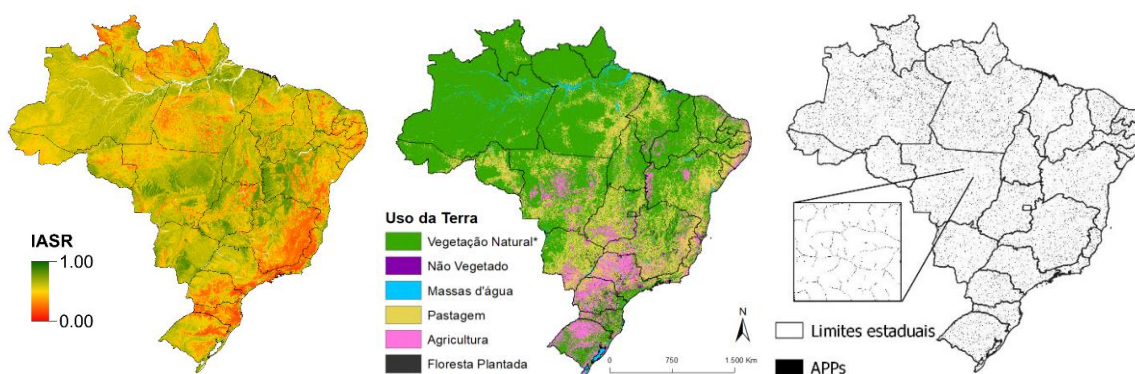 IASR
1.00
0.00
Uso da Terra
Vegetação Natural*
Não Vegetado
Massas d'água
Pastagem
Agricultura
Floresta Plantada
N
0 750 1.500 Km
Limites estaduais
APPs